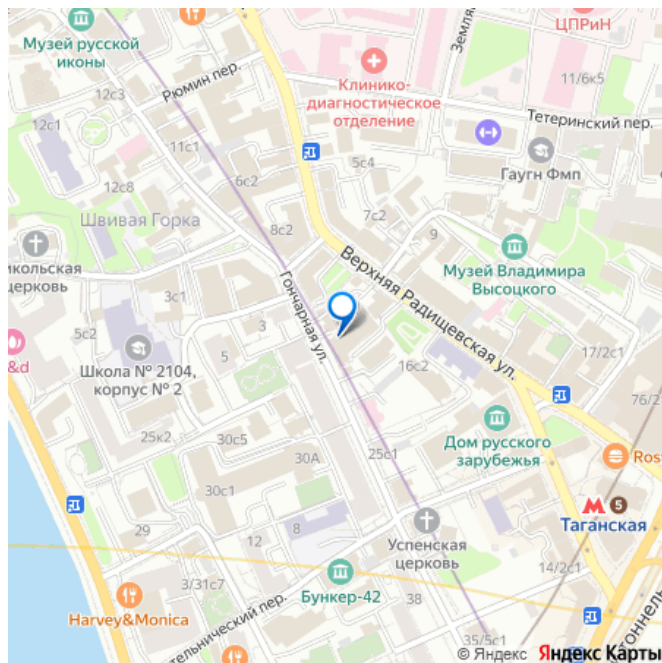 Музей русской
иконы
ЦПРиН
Земля
Рюмин пер.
Клинико-
диагностическое
отделение
11/6к5
12с3
Тетеринский пер.
12с1
11с1
5с4
Гаугн Фмп
12с8
6с2
Швивая Горка
8с2
7с2
9
Верхняя Радищевская ул.
Музей Владимира
Высоцкого
икольская
церковь
3с1
Гончарная ул.
3
5с2
&d
Школа № 2104,
корпус № 2
5
16с2
17/2с1
76/2
25к2
30с5
Дом русского
зарубежья
Rost
30А
25с1
30с1
М 5
Таганская
29
12
8
Успенская
церковь
3/31с7
Бункер-42
14/2с1
Harvey&Monica
тельнический пер.
38
35/5с1
тоннель
© Яндекс Яндекс Карты